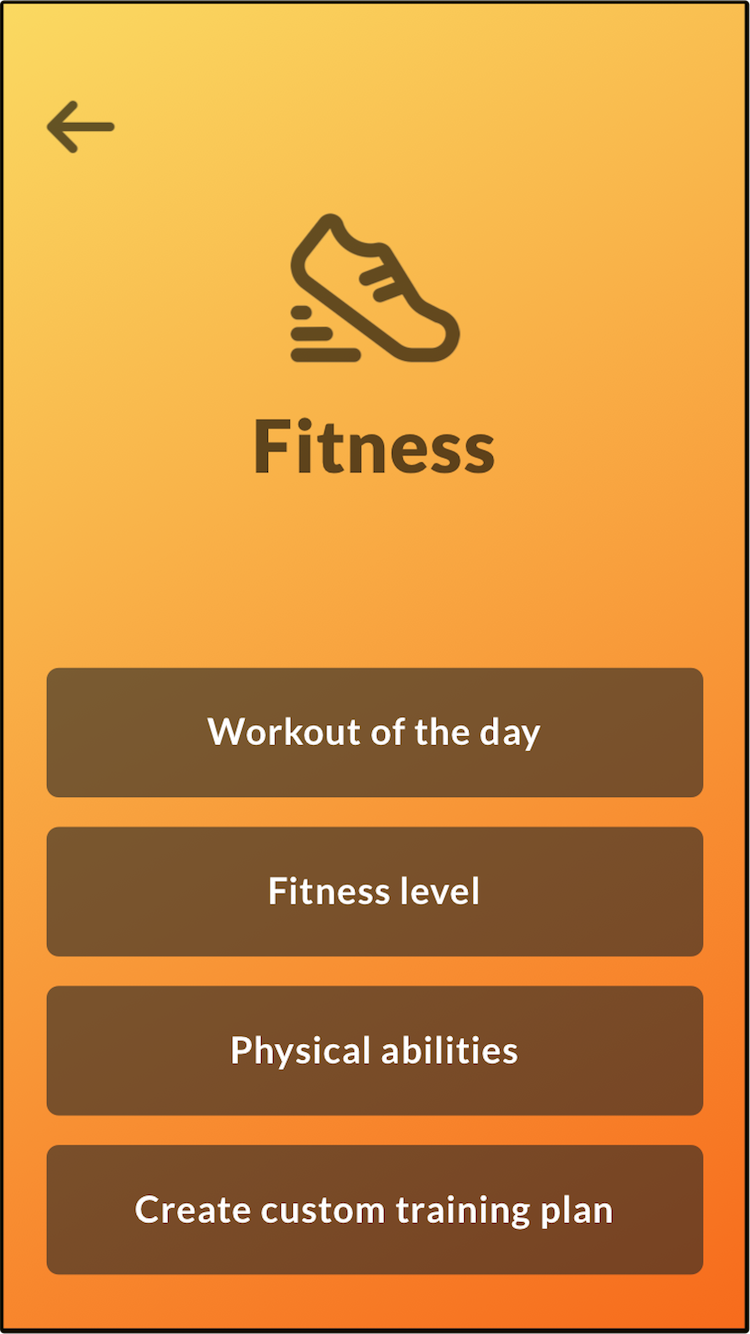 Fitness
Workout of the day
Fitness level
Physical abilities
Create custom training plan